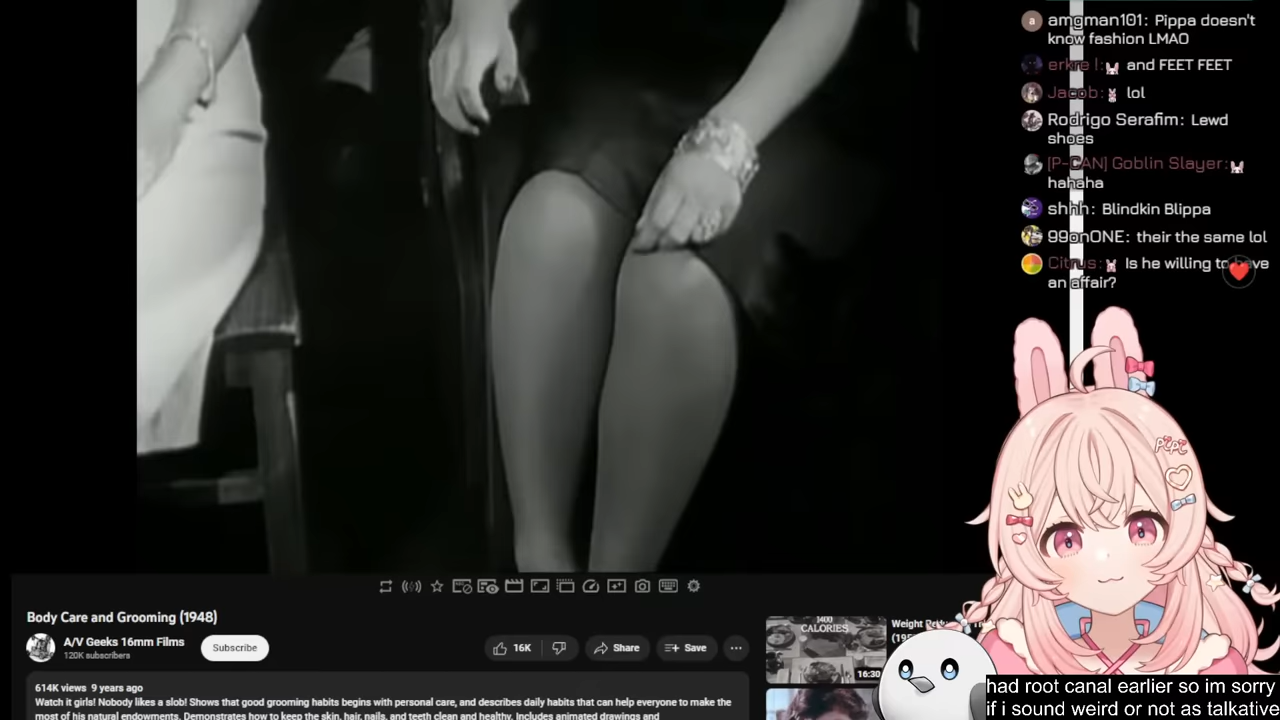 amgman101: Pippa doesn't
know fashion LMAO
erkre l: and FEET FEET
Jacob: lol
Rodrigo Serafim: Lewd
shoes
[P-CAN] Goblin Slayer:
hahaha
shhh: Blindkin Blippa
99onONE: their the same lol
Citrus: Is he willing to have
an affair?
PiPi
Body Care and Grooming (1948)
A/V Geeks 16mm Films
120K subscribers
Subscribe
16K
Share
Save
614K views 9 years ago
Watch it girls! Nobody likes a slob! Shows that good grooming habits begins with personal care, and describes daily habits that can help everyone to make the
most of his natural endowments. Demonstrates how to keep the skin, hair, nails, and teeth clean and healthy. Includes animated drawings and
1400
CALORIES
16:30
Weight
had root canal earlier so im sorry
if i sound weird or not as talkative